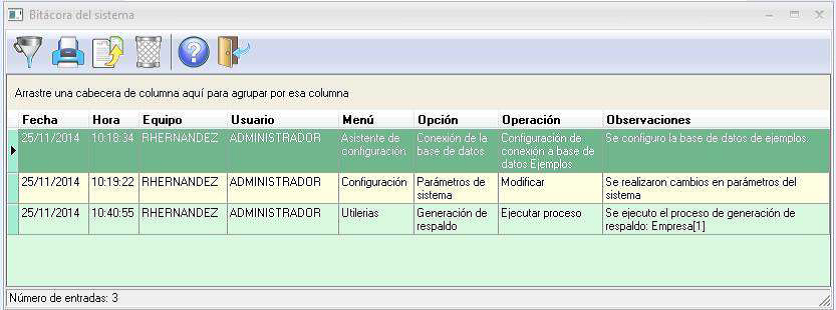 Bitácora del sistema
Arrastre una cabecera de columna aquí para agrupar por esa columna
Fecha Hora Equipo Usuario Menú Opción Operación Observaciones
25/11/2014 10:18:34 RHERNANDEZ ADMINISTRADOR Asistente de configuración Conexión de la base de datos Configuración de conexión a base de datos Ejemplos Se configuro la base de datos de ejemplos.
25/11/2014 10:19:22 RHERNANDEZ ADMINISTRADOR Configuración Parámetros de sistema Modificar Se realizaron cambios en parámetros del sistema
25/11/2014 10:40:55 RHERNANDEZ ADMINISTRADOR Utilerias Generación de respaldo Ejecutar proceso Se ejecuto el proceso de generación de respaldo: Empresa[1]
Número de entradas: 3